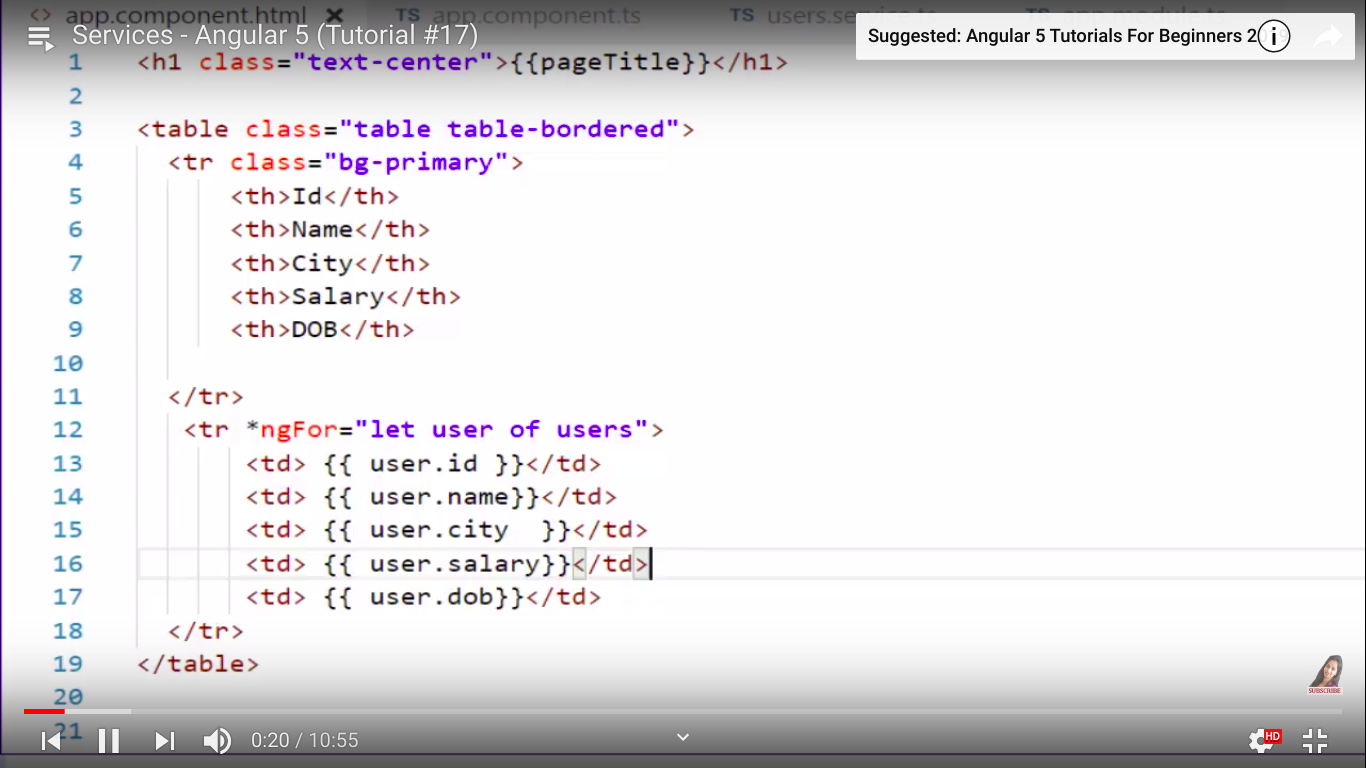 app.component.html
TS app.component.ts
TS users.service.ts
TS app.module.ts
Services - Angular 5 (Tutorial #17)
Suggested: Angular 5 Tutorials For Beginners 2
i
1 <h1 class="text-center">{{pageTitle}}</h1>
2
3 <table class="table table-bordered">
4 <tr class="bg-primary">
5 <th>Id</th>
6 <th>Name</th>
7 <th>City</th>
8 <th>Salary</th>
9 <th>DOB</th>
10
11 </tr>
12 <tr *ngFor="let user of users">
13 <td> {{ user.id }}</td>
14 <td> {{ user.name}}</td>
15 <td> {{ user.city  }}</td>
16 <td> {{ user.salary}}</td>
17 <td> {{ user.dob}}</td>
18 </tr>
19 </table>
20
21
SUBSCRIBE
0:20 / 10:55
HD